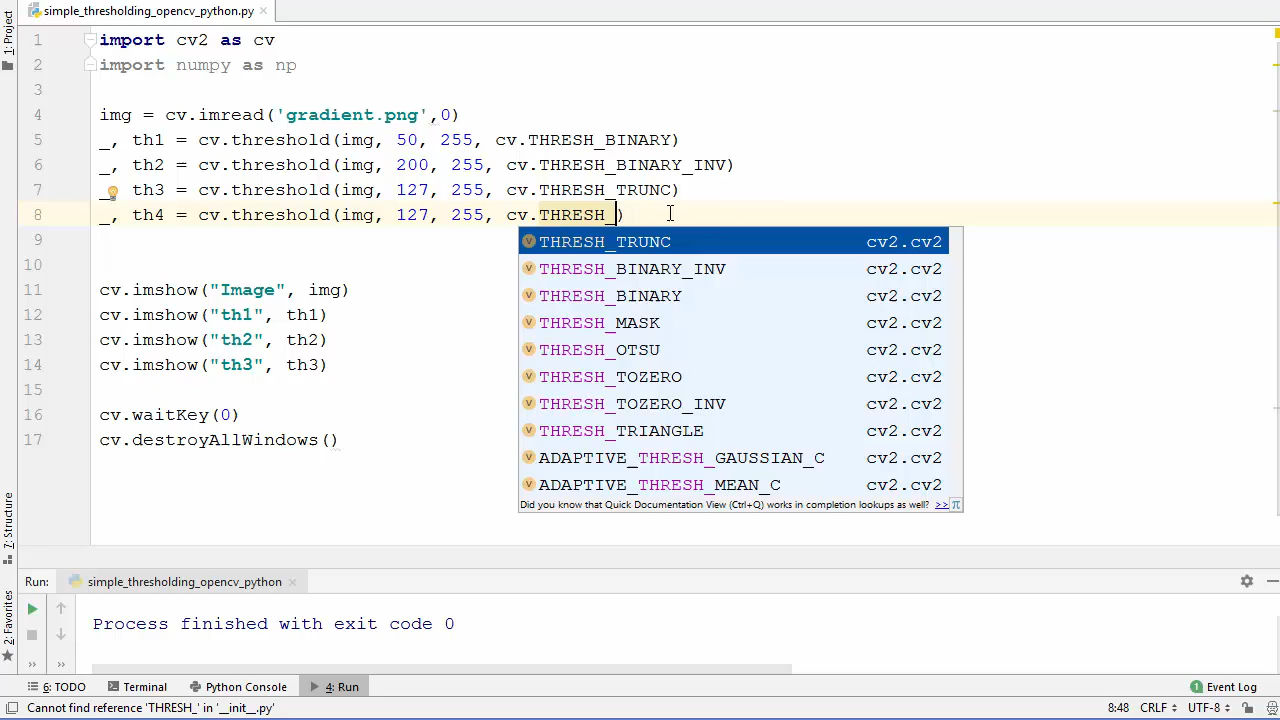 simple_thresholding_opencv_python.py
1: Project
7: Structure
2: Favorites
1 import cv2 as cv
2 import numpy as np
3
4 img = cv.imread('gradient.png',0)
5 _, th1 = cv.threshold(img, 50, 255, cv.THRESH_BINARY)
6 _, th2 = cv.threshold(img, 200, 255, cv.THRESH_BINARY_INV)
7 _ th3 = cv.threshold(img, 127, 255, cv.THRESH_TRUNC)
8 _, th4 = cv.threshold(img, 127, 255, cv.THRESH_)
9
10
11 cv.imshow("Image", img)
12 cv.imshow("th1", th1)
13 cv.imshow("th2", th2)
14 cv.imshow("th3", th3)
15
16 cv.waitKey(0)
17 cv.destroyAllWindows()
V THRESH_TRUNC cv2.cv2
V THRESH_BINARY_INV cv2.cv2
V THRESH_BINARY cv2.cv2
V THRESH_MASK cv2.cv2
V THRESH_OTSU cv2.cv2
V THRESH_TOZERO cv2.cv2
V THRESH_TOZERO_INV cv2.cv2
V THRESH_TRIANGLE cv2.cv2
V ADAPTIVE_THRESH_GAUSSIAN_C cv2.cv2
V ADAPTIVE_THRESH_MEAN_C cv2.cv2
Did you know that Quick Documentation View (Ctrl+Q) works in completion lookups as well? >> π
Run: simple_thresholding_opencv_python
Process finished with exit code 0
6: TODO Terminal Python Console 4: Run 1 Event Log
Cannot find reference 'THRESH_' in '__init__.py' 8:48 CRLF UTF-8